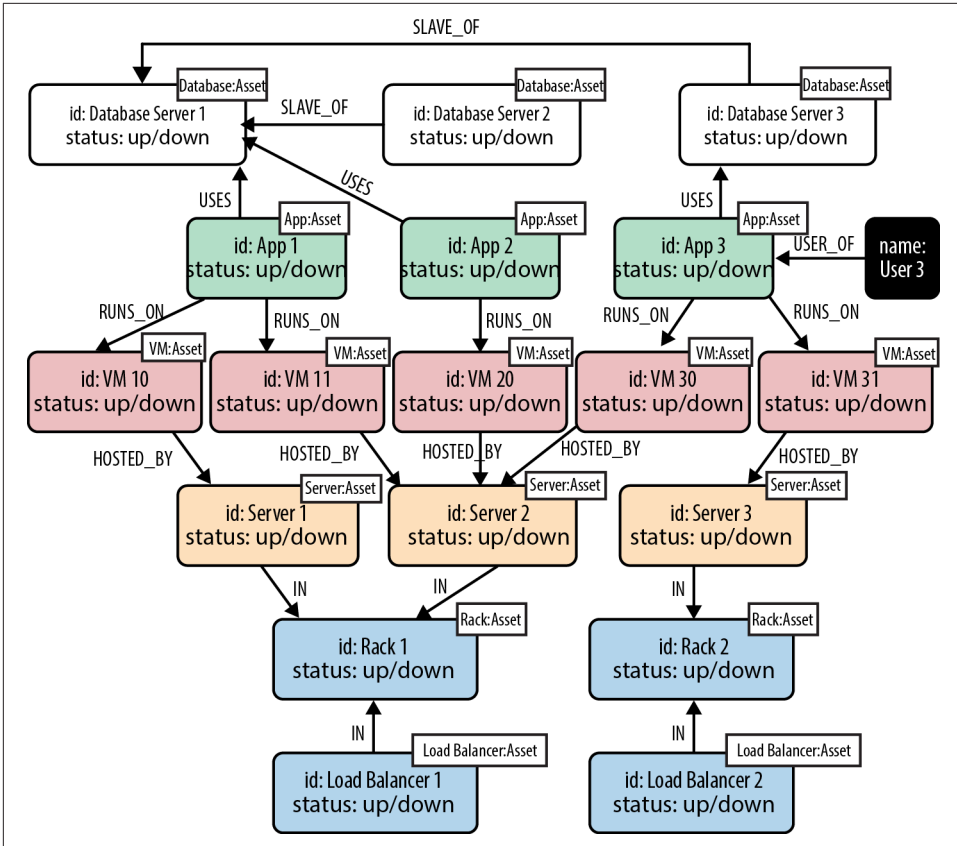 SLAVE_OF
Database:Asset
Database:Asset
Database:Asset
id: Database Server 1
status: up/down
SLAVE_OF
id: Database Server 2
status: up/down
id: Database Server 3
status: up/down
USES
USES
USES
App:Asset
App:Asset
App:Asset
id: App 1
status: up/down
id: App 2
status: up/down
id: App 3
status: up/down
USER_OF
name:
User 3
RUNS_ON
RUNS_ON
RUNS_ON
RUNS_ON
RUNS_ON
VM:Asset
VM:Asset
VM:Asset
VM:Asset
VM:Asset
id: VM 10
status: up/down
id: VM 11
status: up/down
id: VM 20
status: up/down
id: VM 30
status: up/down
id: VM 31
status: up/down
HOSTED_BY
HOSTED_BY
HOSTED_BY
HOSTED_BY
HOSTED_BY
Server:Asset
Server:Asset
Server:Asset
id: Server 1
status: up/down
id: Server 2
status: up/down
id: Server 3
status: up/down
IN
IN
IN
Rack:Asset
Rack:Asset
id: Rack 1
status: up/down
id: Rack 2
status: up/down
IN
IN
Load Balancer:Asset
Load Balancer:Asset
id: Load Balancer 1
status: up/down
id: Load Balancer 2
status: up/down